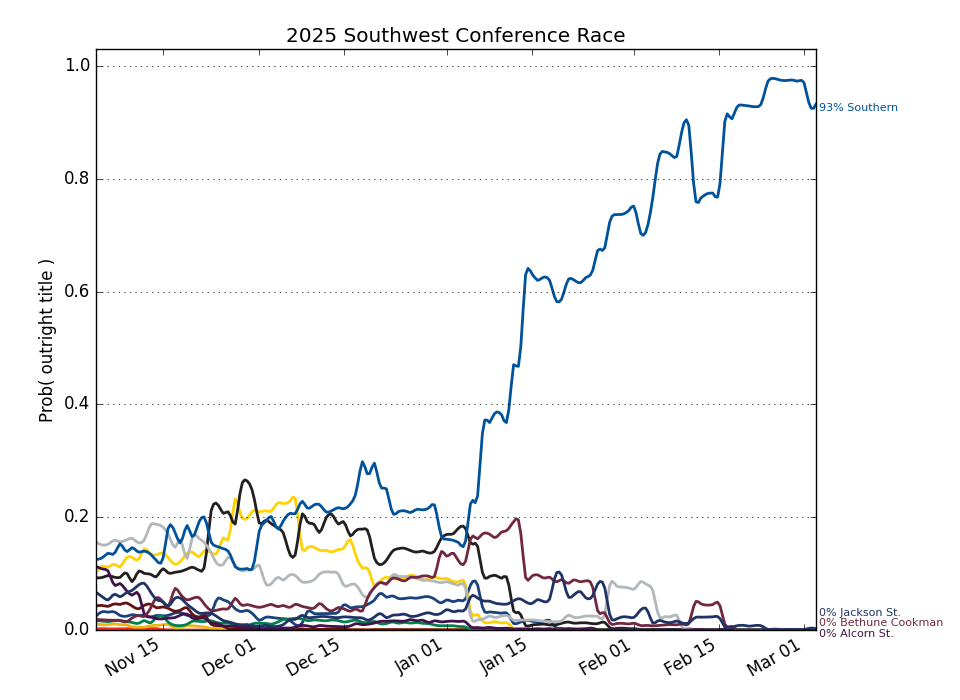 2025 Southwest Conference Race
Prob( outright title )
1.0
0.8
0.6
0.4
0.2
0.0
Nov 15
Dec 01
Dec 15
Jan 01
Jan 15
Feb 01
Feb 15
Mar 01
93% Southern
0% Jackson St.
0% Bethune Cookman
0% Alcorn St.